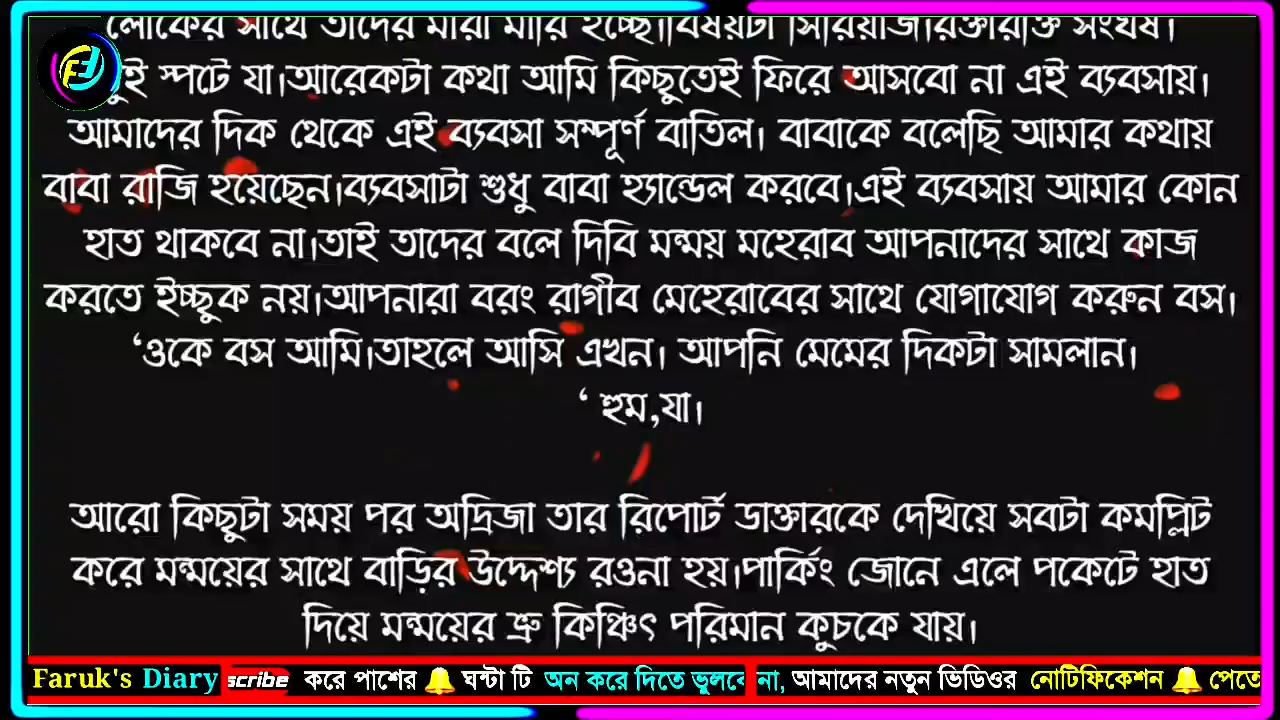 লোকের সাথে তাদের মারা মারি হচ্ছে।বিষয়টা সিরিয়াজ।রক্তারক্তি সংঘর্ষ।
স্পটে যা।আরেকটা কথা আমি কিছুতেই ফিরে আসবো না এই ব্যবসায়।
আমাদের দিক থেকে এই ব্যবসা সম্পূর্ণ বাতিল। বাবাকে বলেছি আমার কথায়
বাবা রাজি হয়েছেন।ব্যবসাটা শুধু বাবা হ্যান্ডেল করবে।এই ব্যবসায় আমার কোন
হাত থাকবে না।তাই তাদের বলে দিবি মন্ময় মহেরাব আপনাদের সাথে কাজ
করতে ইচ্ছুক নয়।আপনারা বরং রাগীব মেহেরাবের সাথে যোগাযোগ করুন বস।
‘ওকে বস আমি।তাহলে আসি এখন। আপনি মেমের দিকটা সামলান।
‘ হুম,যা।
আরো কিছুটা সময় পর অদ্রিজা তার রিপোর্ট ডাক্তারকে দেখিয়ে সবটা কমপ্লিট
করে মন্ময়ের সাথে বাড়ির উদ্দেশ্য রওনা হয়।পার্কিং জোনে এলে পকেটে হাত
দিয়ে মন্ময়ের ভ্রু কিঞ্চিৎ পরিমান কুচকে যায়।
Faruk's Diary scribe করে পাশের 🔔 ঘন্টা টি অন করে দিতে ভুলবে না, আমাদের নতুন ভিডিওর নোটিফিকেশন 🔔 পেতে